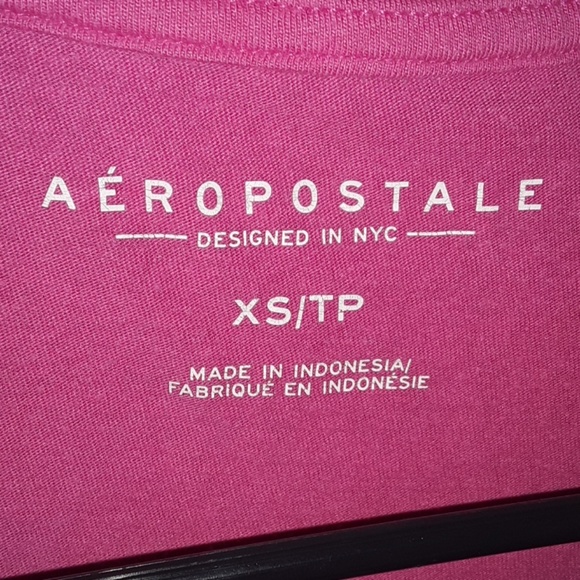 AÉROPOSTALE
DESIGNED IN NYC
XS/TP
MADE IN INDONESIA/
FABRIQUÉ EN INDONÉSIE